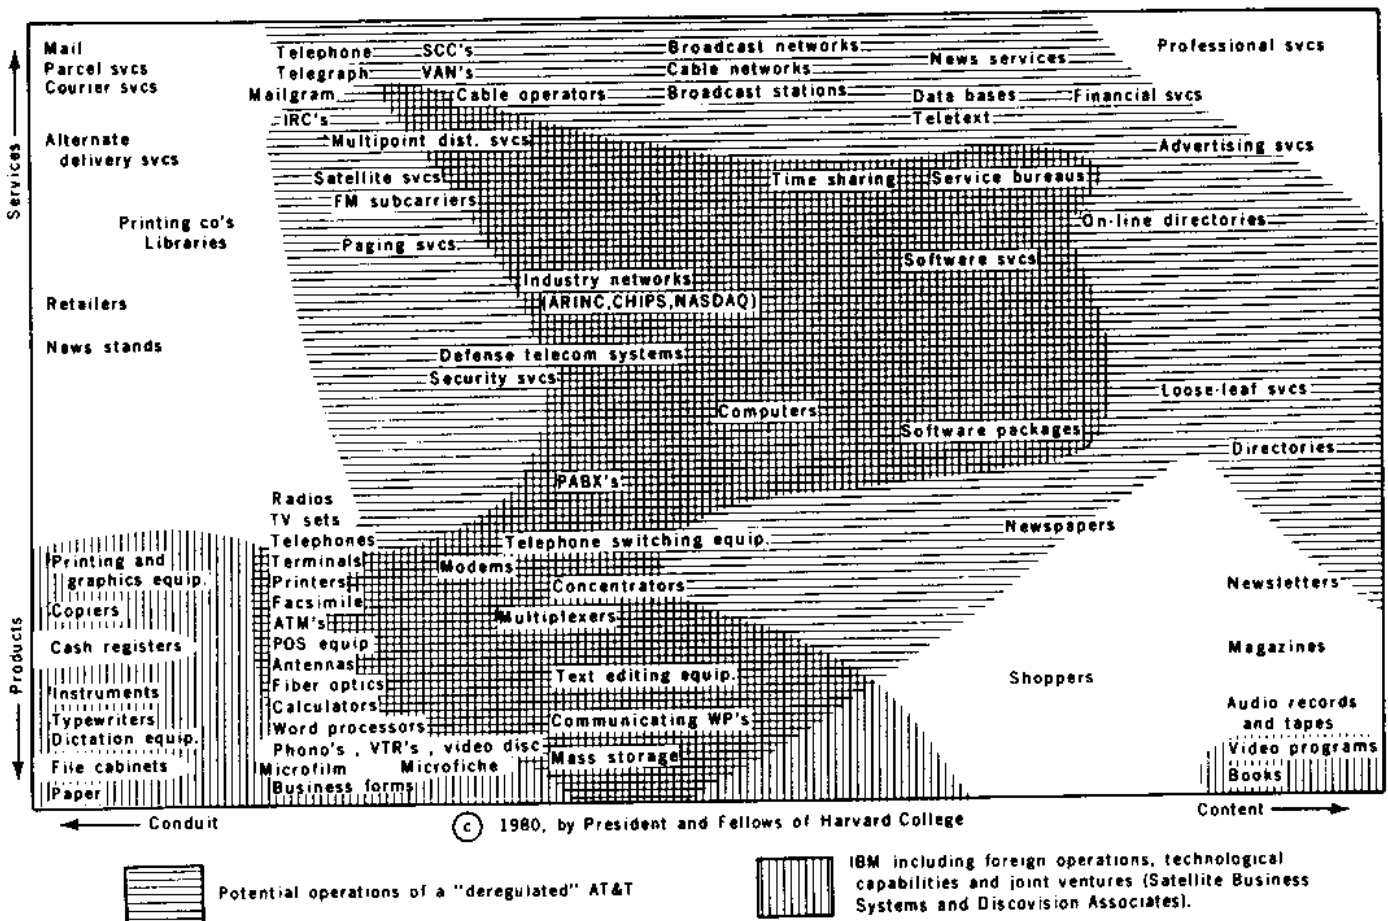 Mail
Parcel svcs
Courier svcs
Telephone
Telegraph
Mailgram
IRC's
SCC's
VAN's
Cable operators
Broadcast networks
Cable networks
Broadcast stations
News services
Data bases
Teletext
Professional svcs
Financial svcs
Alternate
delivery svcs
Multipoint dist. svcs
Advertising svcs
Satellite svcs
FM subcarriers
Time sharing
Service bureaus
Printing co's
Libraries
Paging svcs
On-line directories
Software svcs
Industry networks
(ARINC,CHIPS,NASDAQ)
Retailers
News stands
Defense telecom systems
Security svcs
Computers
Software packages
Loose-leaf svcs
Directories
PABX's
Radios
TV sets
Telephones
Terminals
Printers
Facsimile
ATM's
POS equip
Antennas
Fiber optics
Calculators
Word processors
Phono's , VTR's , video disc
Microfilm
Microfiche
Business forms
Telephone switching equip.
Modems
Concentrators
Multiplexers
Text editing equip.
Communicating WP's
Mass storage
Newspapers
Shoppers
Newsletters
Magazines
Audio records
and tapes
Video programs
Books
Printing and
graphics equip.
Copiers
Cash registers
Instruments
Typewriters
Dictation equip.
File cabinets
Paper
Services
Products
Conduit
Content
c 1980, by President and Fellows of Harvard College
Potential operations of a "deregulated" AT&T
IBM including foreign operations, technological
capabilities and joint ventures (Satellite Business
Systems and Discovision Associates).